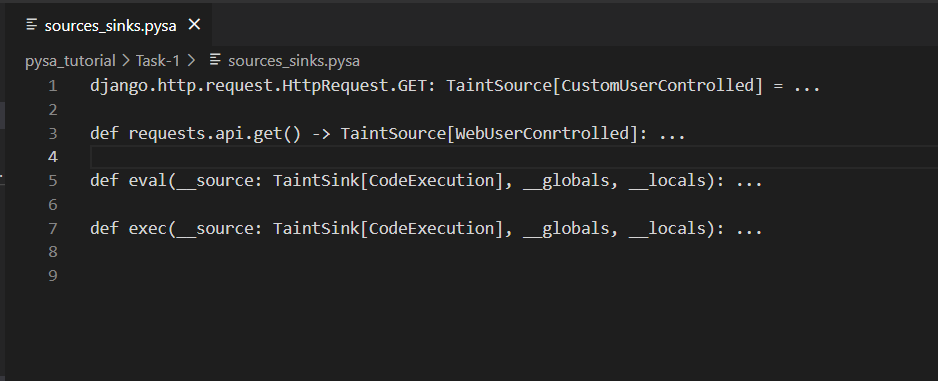 sources_sinks.pysa ×
pysa_tutorial > Task-1 > sources_sinks.pysa
1 django.http.request.HttpRequest.GET: TaintSource[CustomUserControlled] = ...
2
3 def requests.api.get() -> TaintSource[WebUserConrtrolled]: ...
4
5 def eval(__source: TaintSink[CodeExecution], __globals, __locals): ...
6
7 def exec(__source: TaintSink[CodeExecution], __globals, __locals): ...
8
9